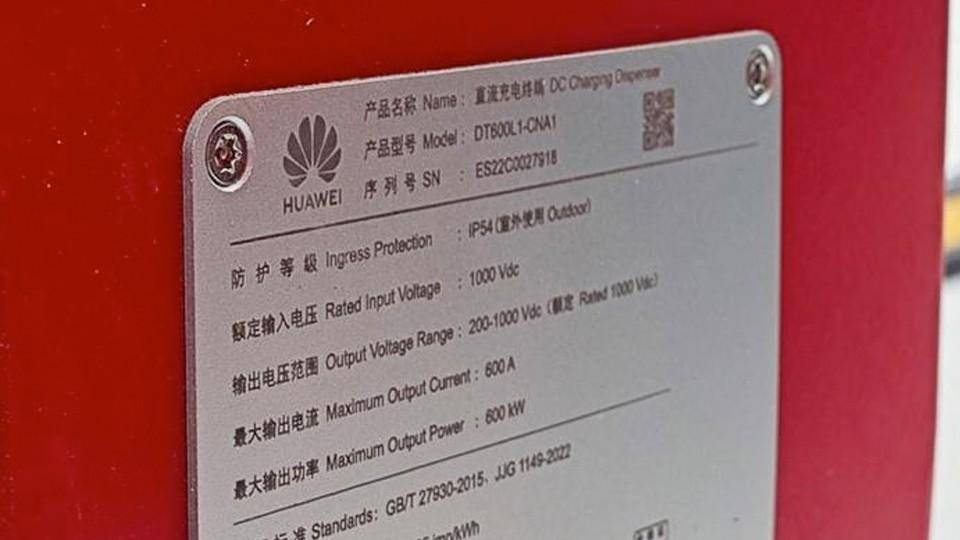 HUAWEI
产品名称 Name: 直流充电终端 DC Charging Dispenser
产品型号 Model: DT600L1-CNA1
序列号 SN : ES22C0027918
防护等级 Ingress Protection : IP54(室外使用 Outdoor)
额定输入电压 Rated Input Voltage : 1000 Vdc
输出电压范围 Output Voltage Range : 200-1000 Vdc (额定 Rated 1000 Vdc)
最大输出电流 Maximum Output Current : 600 A
最大输出功率 Maximum Output Power : 600 kW
准 Standards: GB/T 27930-2015、JJG 1149-2022
imp/kWh